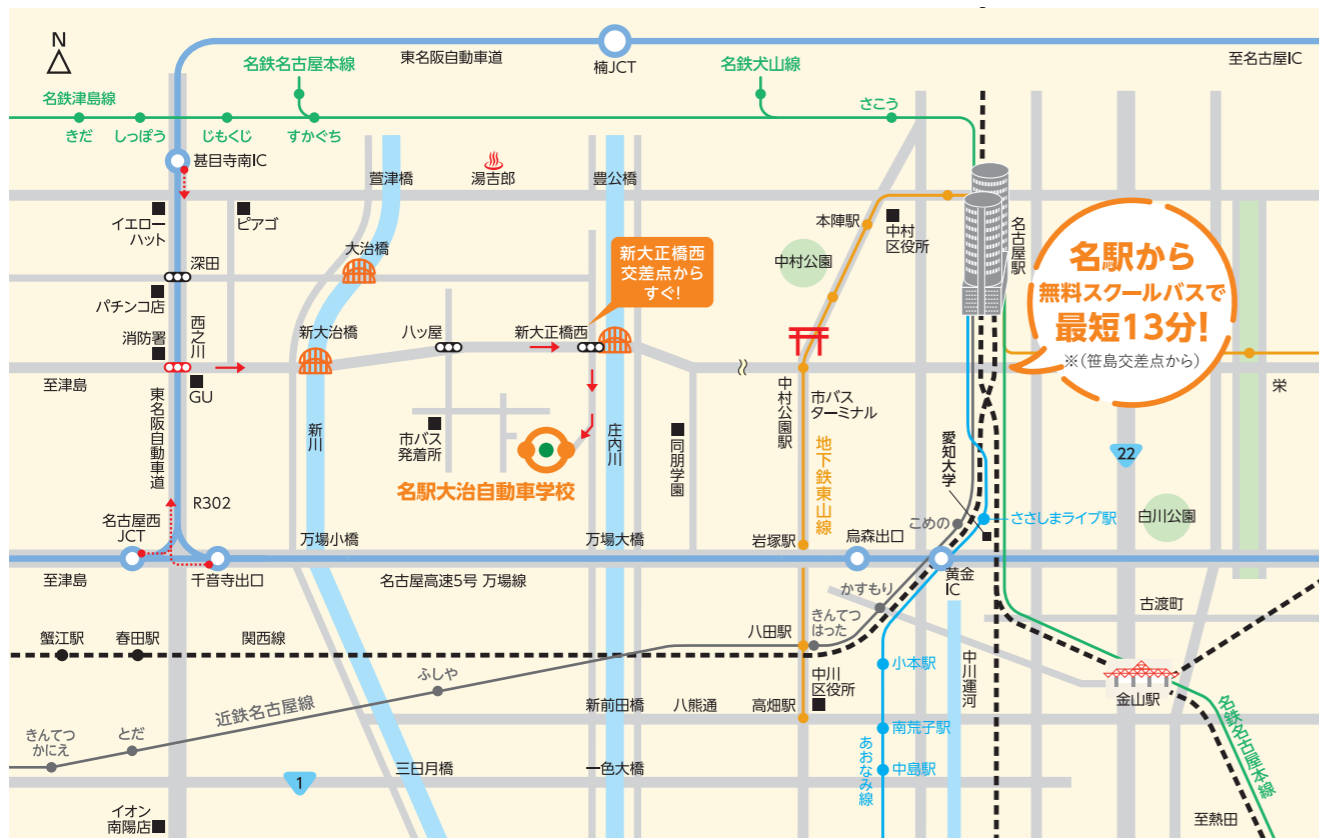 N
東名阪自動車道
楠JCT
至名古屋IC
名鉄名古屋本線
名鉄犬山線
名鉄津島線
きだ
しっぽう
じもくじ
すかぐち
さこう
甚目寺南IC
萱津橋
湯吉郎
豊公橋
イエロー
ハット
ピアゴ
本陣駅
中村
区役所
名古屋駅
大治橋
新大正橋西
交差点から
すぐ!
中村公園
名駅から
無料スクールバスで
最短13分!
※(笹島交差点から)
深田
パチンコ店
消防署
西之川
新大治橋
八ッ屋
新大正橋西
至津島
GU
東名阪自動車道
新川
市バス
発着所
庄内川
同朋学園
中村公園駅
市バス
ターミナル
地下鉄東山線
愛知大学
栄
22
名駅大治自動車学校
R302
名古屋西
JCT
万場小橋
万場大橋
岩塚駅
烏森出口
こめの
ささしまライブ駅
白川公園
至津島
千音寺出口
名古屋高速5号 万場線
黄金
IC
かすもり
古渡町
きんてつ
はった
蟹江駅
春田駅
関西線
八田駅
小本駅
中川運河
ふしや
中川
区役所
金山駅
近鉄名古屋線
新前田橋
八熊通
高畑駅
南荒子駅
名鉄名古屋本線
きんてつ
かにえ
とだ
あおなみ線
中島駅
三日月橋
一色大橋
1
イオン
南陽店
至熱田